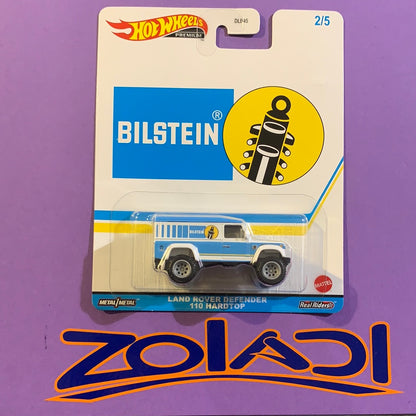 Hot Wheels
PREMIUM
DLB45
2/5
BILSTEIN®
BILSTEIN
MATTEL
METAL/METAL
LAND ROVER DEFENDER
110 HARDTOP
Real Riders
ZOLADI